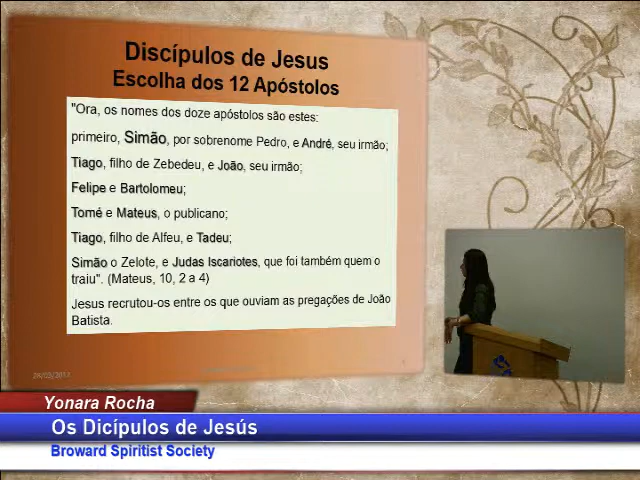 Discípulos de Jesus
Escolha dos 12 Apóstolos
"Ora, os nomes dos doze apóstolos são estes:
primeiro, Simão, por sobrenome Pedro, e André, seu irmão;
Tiago, filho de Zebedeu, e João, seu irmão;
Felipe e Bartolomeu;
Tomé e Mateus, o publicano;
Tiago, filho de Alfeu, e Tadeu;
Simão o Zelote, e Judas Iscariotes, que foi também quem o
traiu". (Mateus, 10, 2 a 4)
Jesus recrutou-os entre os que ouviam as pregações de João
Batista.
Yonara Rocha
Os Dicípulos de Jesús
Broward Spiritist Society